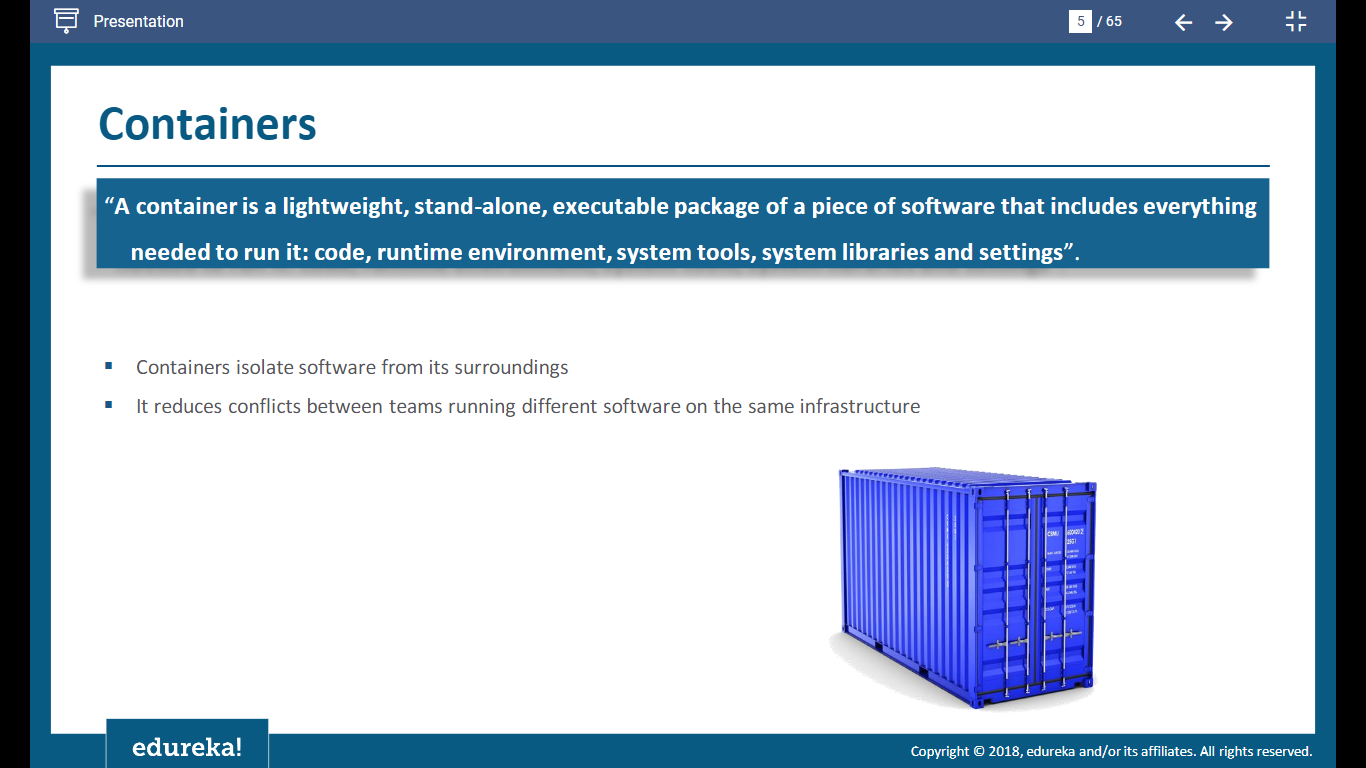 Presentation
5 / 65
Containers
“A container is a lightweight, stand-alone, executable package of a piece of software that includes everything
needed to run it: code, runtime environment, system tools, system libraries and settings”.
▪ Containers isolate software from its surroundings
▪ It reduces conflicts between teams running different software on the same infrastructure
edureka!
Copyright © 2018, edureka and/or its affiliates. All rights reserved.